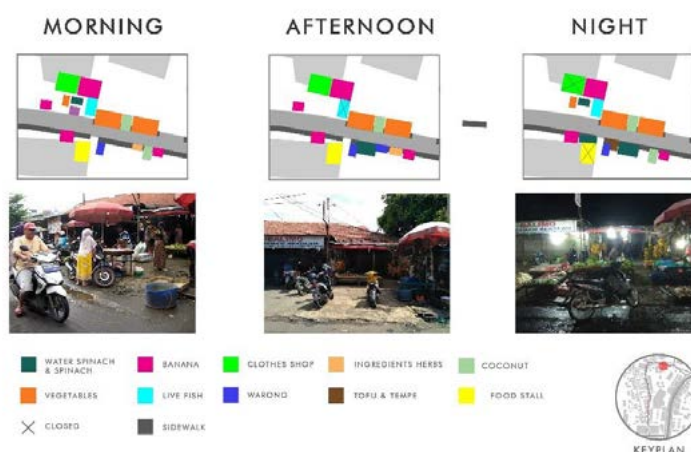 MORNING
AFTERNOON
NIGHT
WATER SPINACH
& SPINACH
BANANA
CLOTHES SHOP
INGREDIENTS HERBS
COCONUT
VEGETABLES
LIVE FISH
WARONG
TOFU & TEMPE
FOOD STALL
CLOSED
SIDEWALK
KEYPLAN